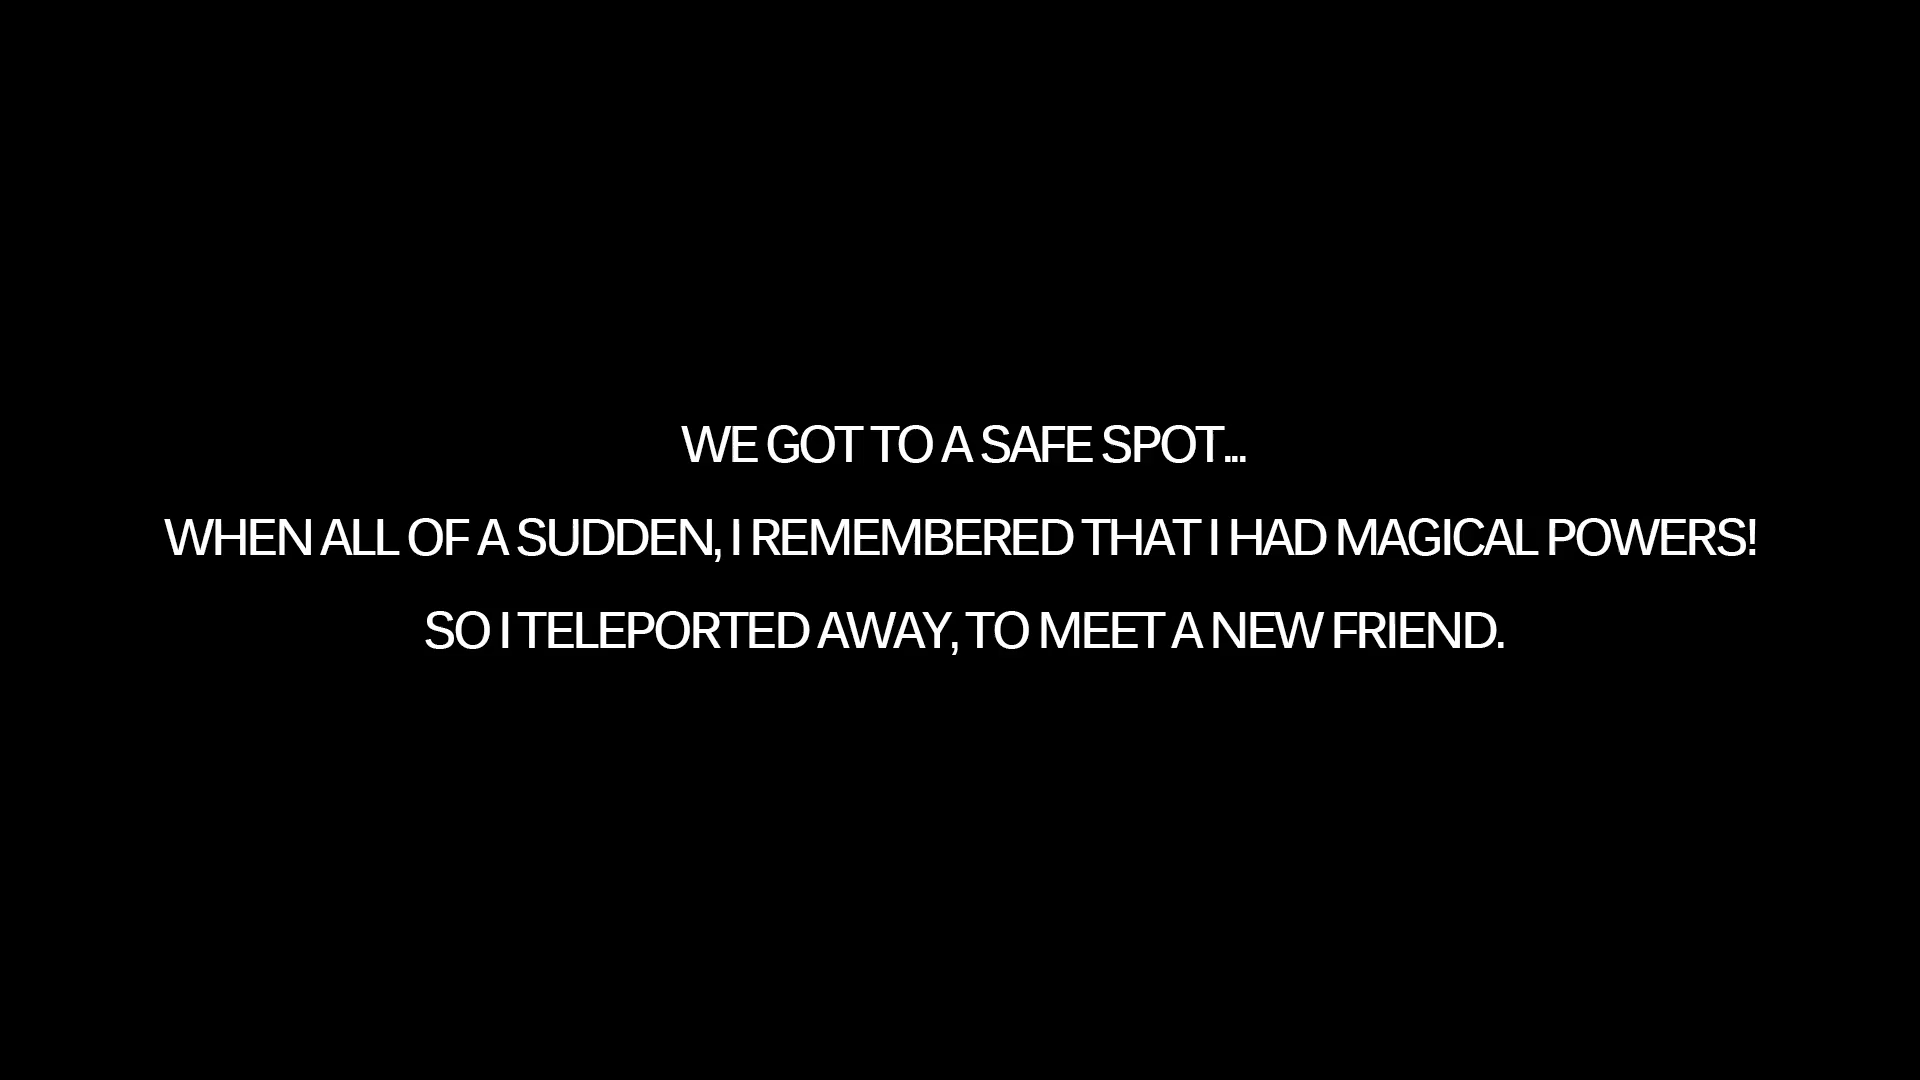 WE GOT TO A SAFE SPOT...
WHEN ALL OF A SUDDEN, I REMEMBERED THAT I HAD MAGICAL POWERS!
SO I TELEPORTED AWAY, TO MEET A NEW FRIEND.